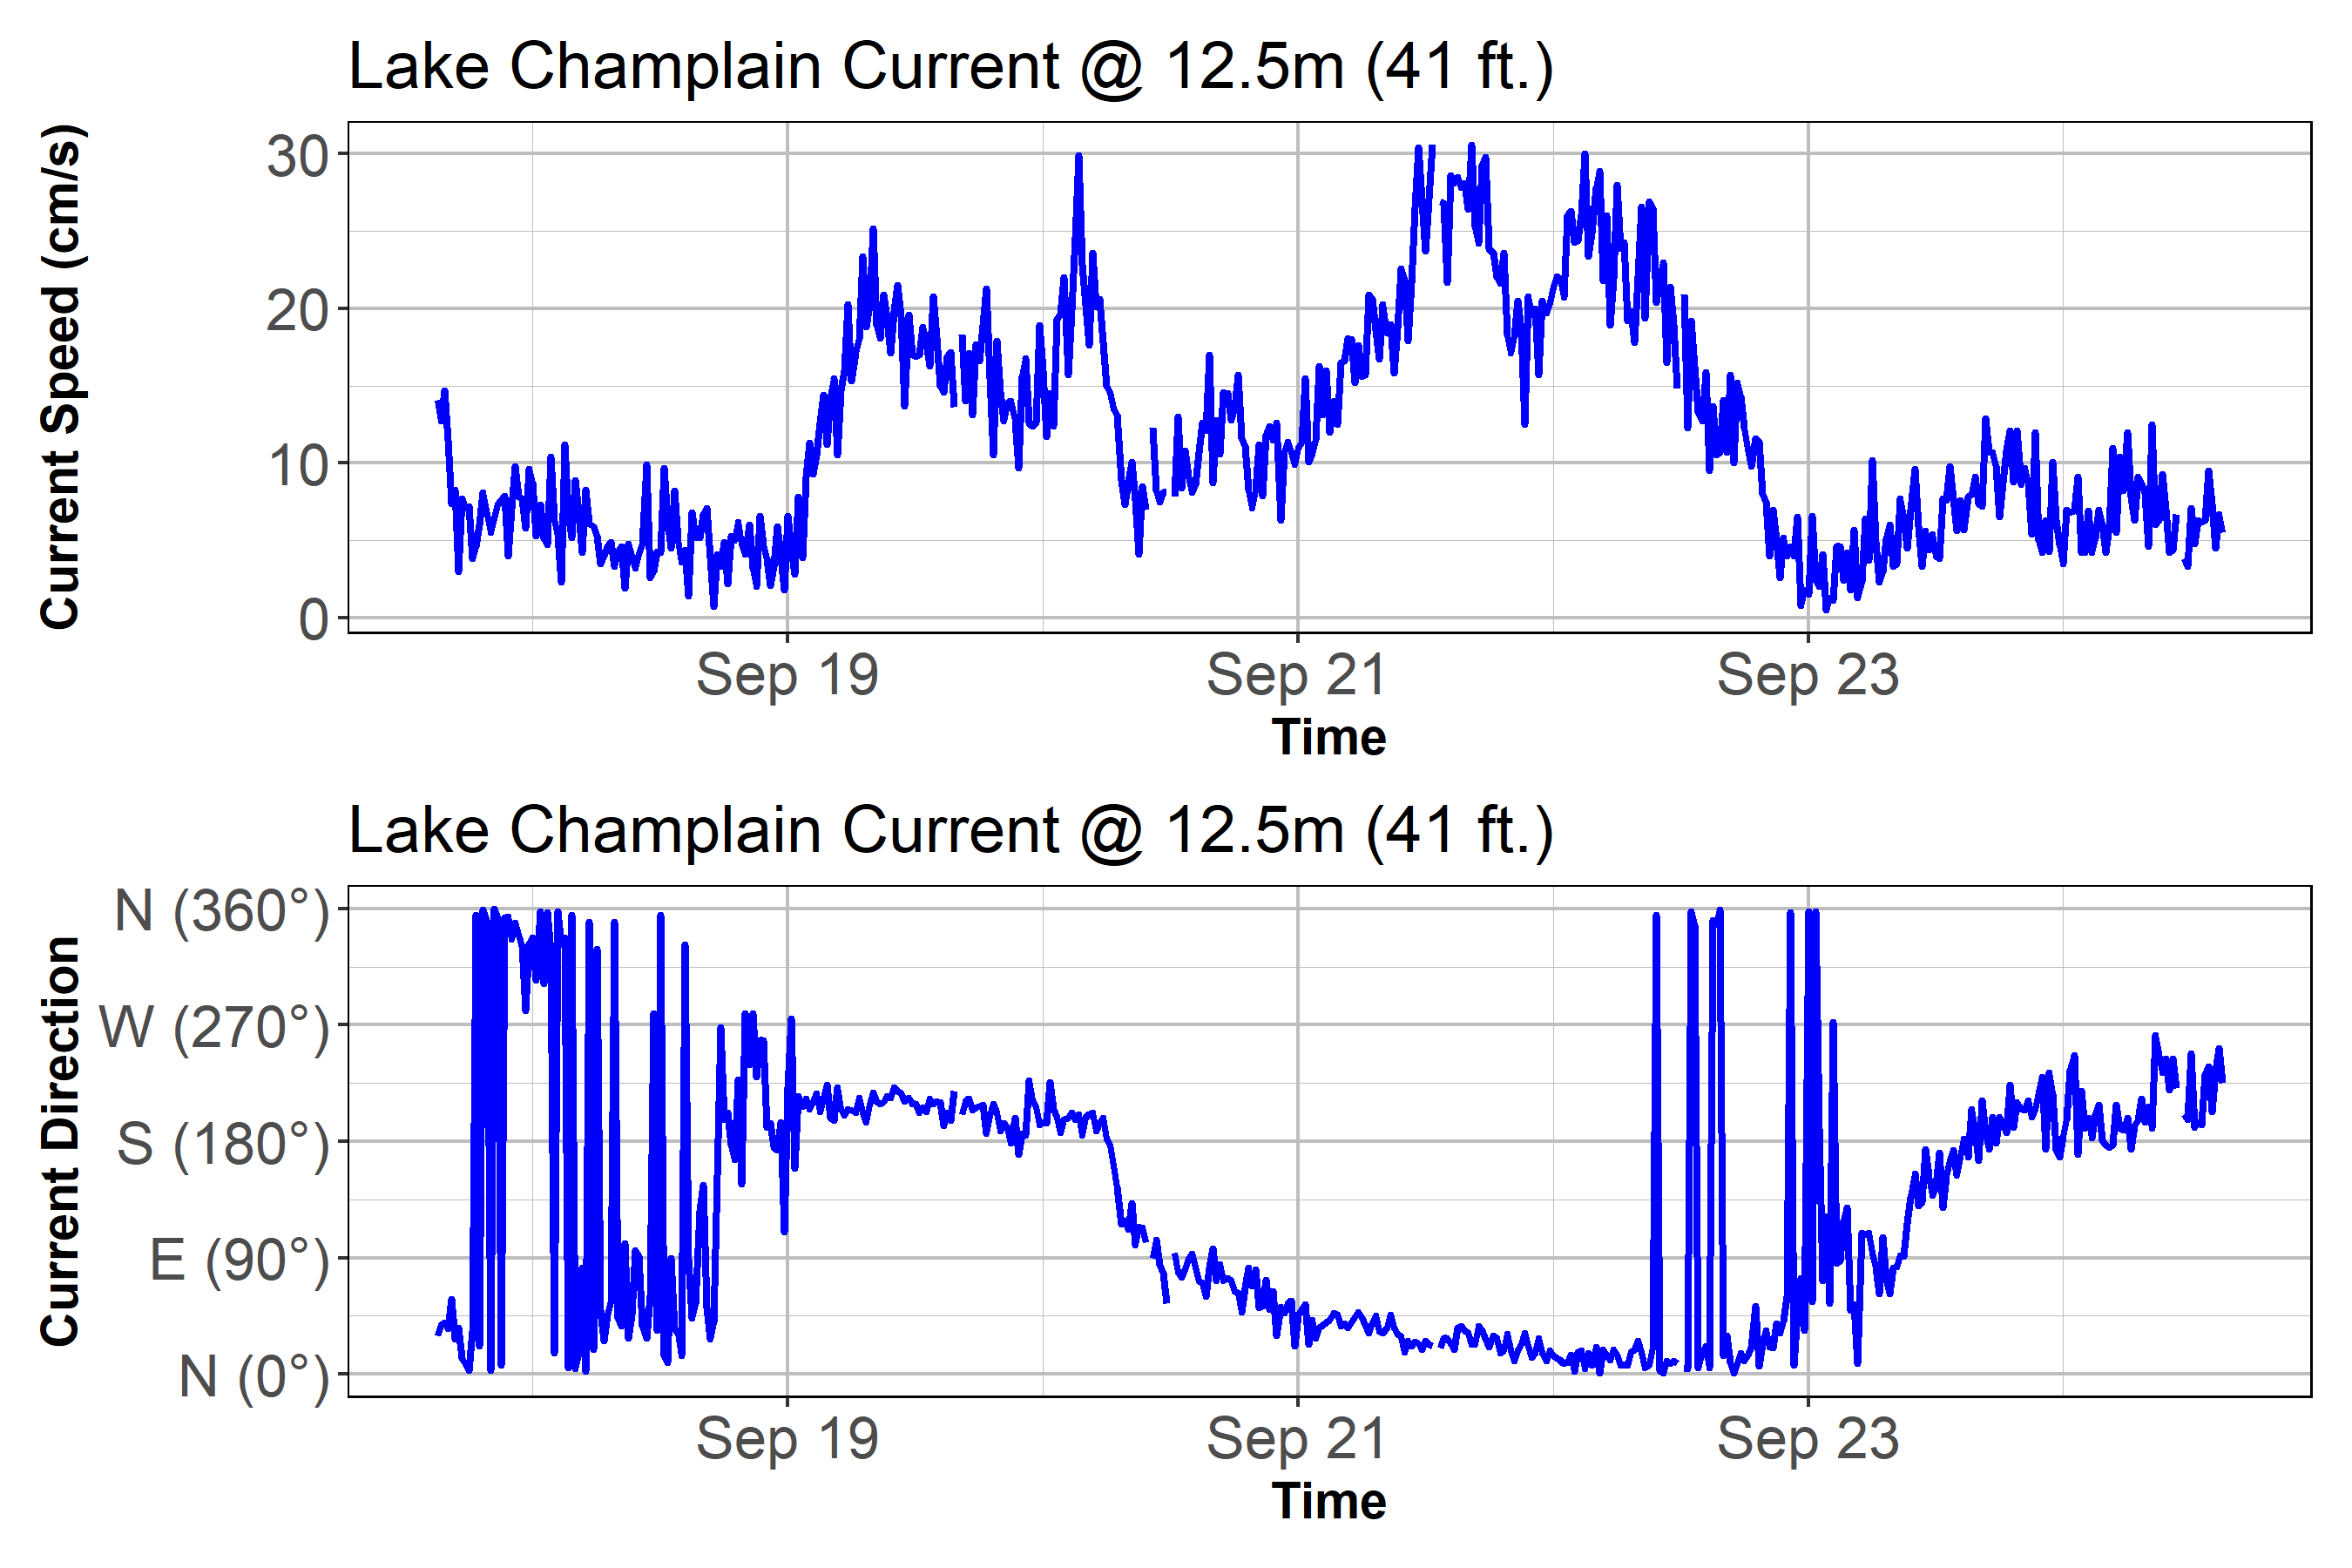 Lake Champlain Current @ 12.5m (41 ft.)
Current Speed (cm/s)
30
20
10
0
Sep 19
Sep 21
Sep 23
Time
Lake Champlain Current @ 12.5m (41 ft.)
Current Direction
N (360°)
W (270°)
S (180°)
E (90°)
N (0°)
Sep 19
Sep 21
Sep 23
Time